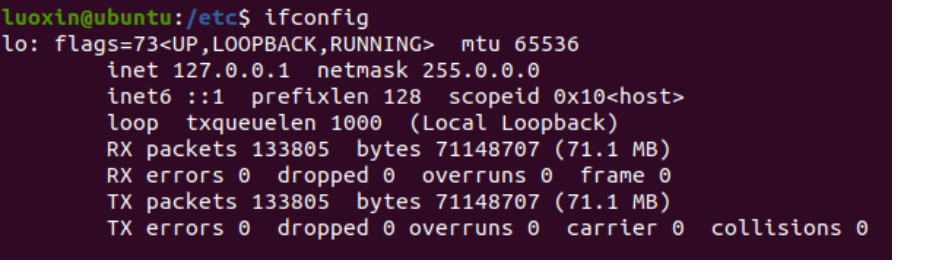 luoxin@ubuntu:/etc$ ifconfig
lo: flags=73<UP,LOOPBACK,RUNNING>  mtu 65536
        inet 127.0.0.1  netmask 255.0.0.0
        inet6 ::1  prefixlen 128  scopeid 0x10<host>
        loop  txqueuelen 1000  (Local Loopback)
        RX packets 133805  bytes 71148707 (71.1 MB)
        RX errors 0  dropped 0  overruns 0  frame 0
        TX packets 133805  bytes 71148707 (71.1 MB)
        TX errors 0  dropped 0 overruns 0  carrier 0  collisions 0